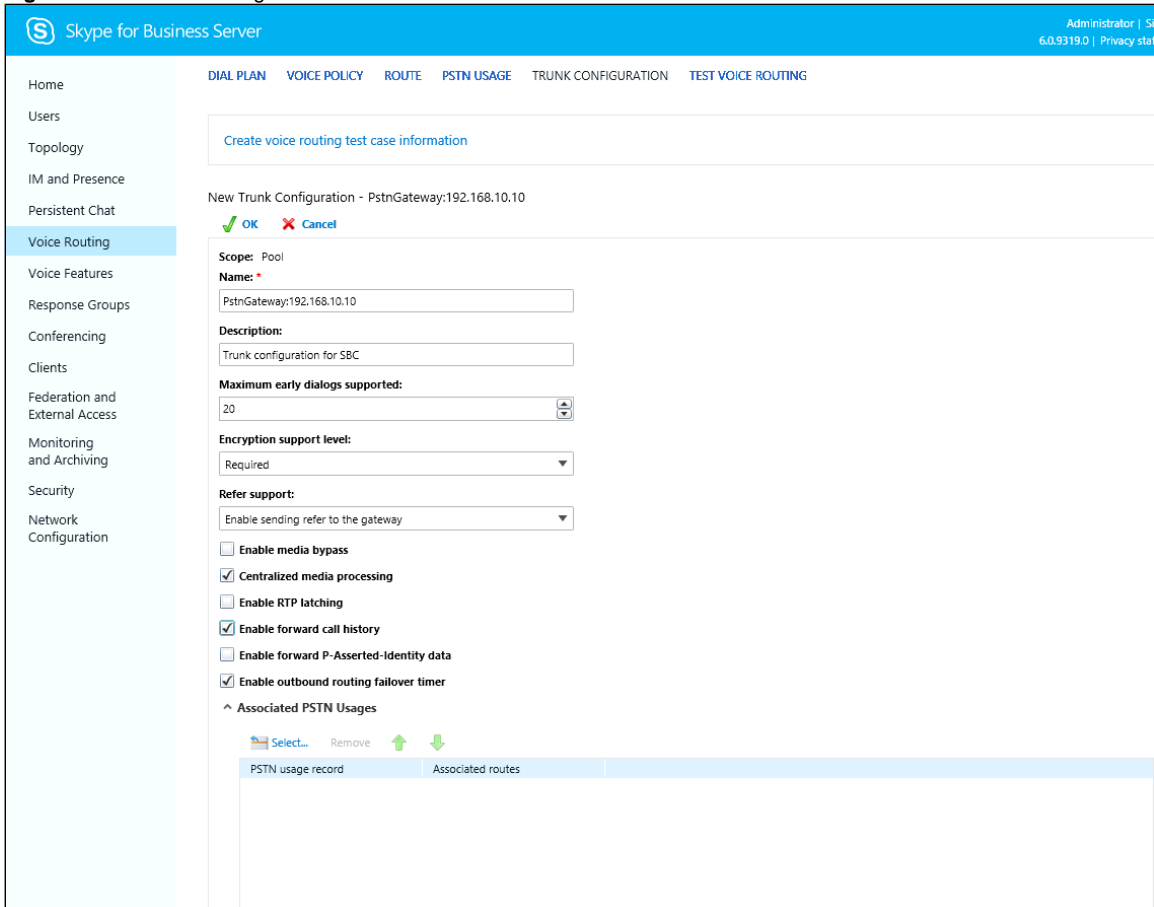 Skype for Business Server
Administrator |
6.0.9319.0 | Privacy
Home
Users
Topology
IM and Presence
Persistent Chat
Voice Routing
Voice Features
Response Groups
Conferencing
Clients
Federation and
External Access
Monitoring
and Archiving
Security
Network
Configuration
DIAL PLAN VOICE POLICY ROUTE PSTN USAGE TRUNK CONFIGURATION TEST VOICE ROUTING
Create voice routing test case information
New Trunk Configuration - PstnGateway:192.168.10.10
OK Cancel
Scope: Pool
Name: *
PstnGateway:192.168.10.10
Description:
Trunk configuration for SBC
Maximum early dialogs supported:
20
Encryption support level:
Required
Refer support:
Enable sending refer to the gateway
Enable media bypass
Centralized media processing
Enable RTP latching
Enable forward call history
Enable forward P-Asserted-Identity data
Enable outbound routing failover timer
Associated PSTN Usages
Select... Remove
PSTN usage record Associated routes